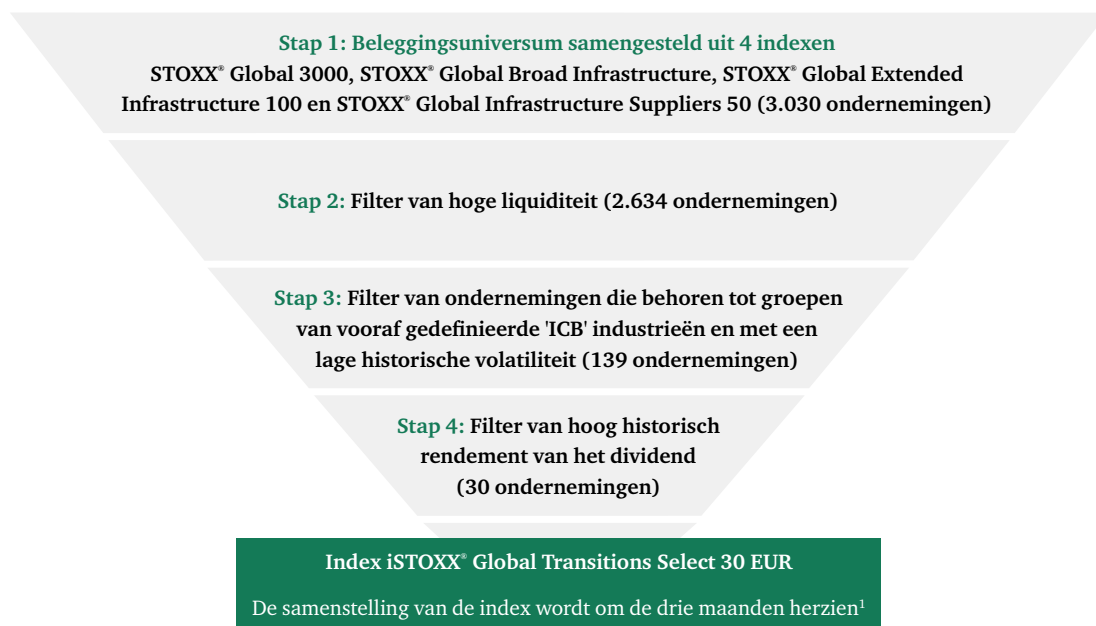 Stap 1: Beleggingsuniversum samengesteld uit 4 indexen
STOXX® Global 3000, STOXX® Global Broad Infrastructure, STOXX® Global Extended
Infrastructure 100 en STOXX® Global Infrastructure Suppliers 50 (3.030 ondernemingen)
Stap 2: Filter van hoge liquiditeit (2.634 ondernemingen)
Stap 3: Filter van ondernemingen die behoren tot groepen
van vooraf gedefinieerde 'ICB' industrieën en met een
lage historische volatiliteit (139 ondernemingen)
Stap 4: Filter van hoog historisch
rendement van het dividend
(30 ondernemingen)
Index iSTOXX® Global Transitions Select 30 EUR
De samenstelling van de index wordt om de drie maanden herzien¹